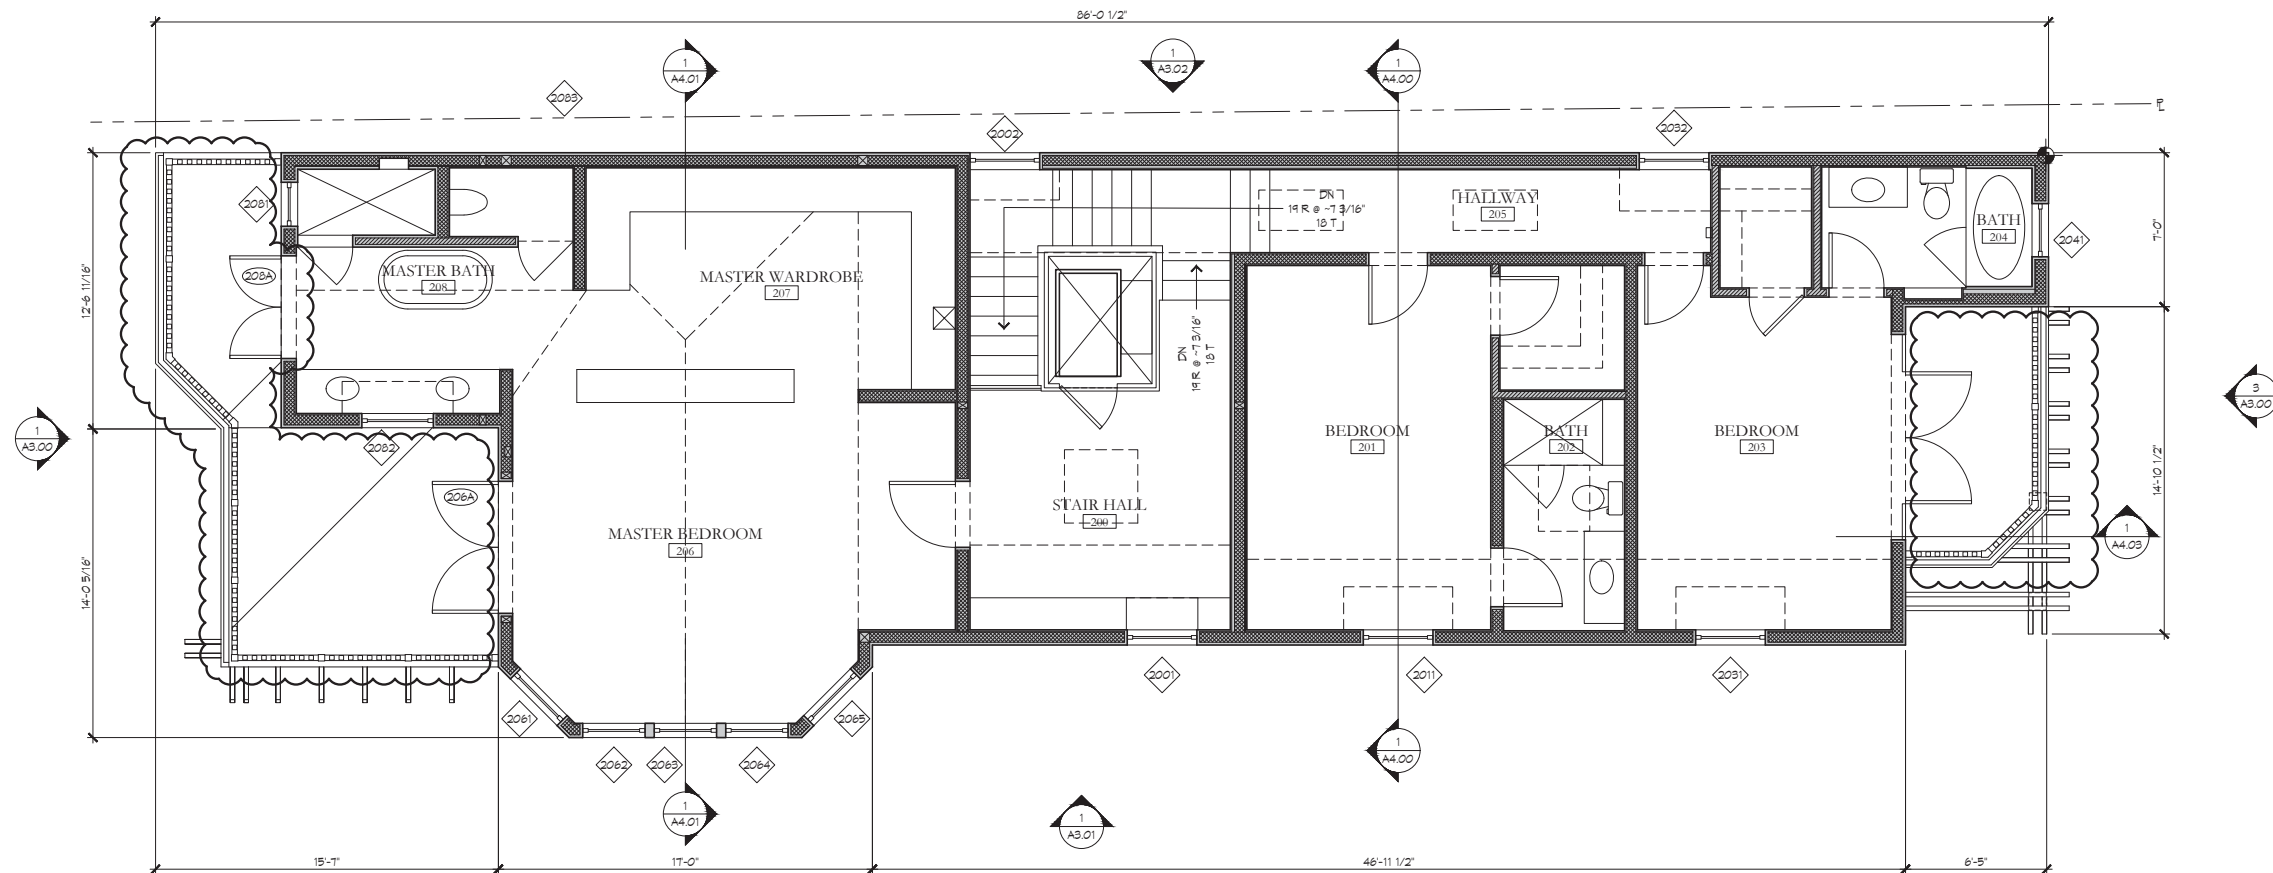 86'-0 1/2"
1
A4.01
1
A3.02
1
A4.00
2083
2002
2032
PL
2081
DN
19 R @ ~7 3/16"
18 T
HALLWAY
205
BATH
204
2041
7'-0"
208A
MASTER BATH
208
MASTER WARDROBE
207
12'-6 11/16"
DN
19 R @ ~7 3/16"
18 T
1
A3.00
3
A3.00
2082
BEDROOM
201
BATH
202
BEDROOM
203
14'-10 1/2"
206A
STAIR HALL
200
MASTER BEDROOM
206
1
A4.03
14'-0 5/16"
2001
2011
2031
2061
2065
2062
2063
2064
1
A4.00
1
A4.01
1
A3.01
15'-7"
17'-0"
46'-11 1/2"
6'-5"